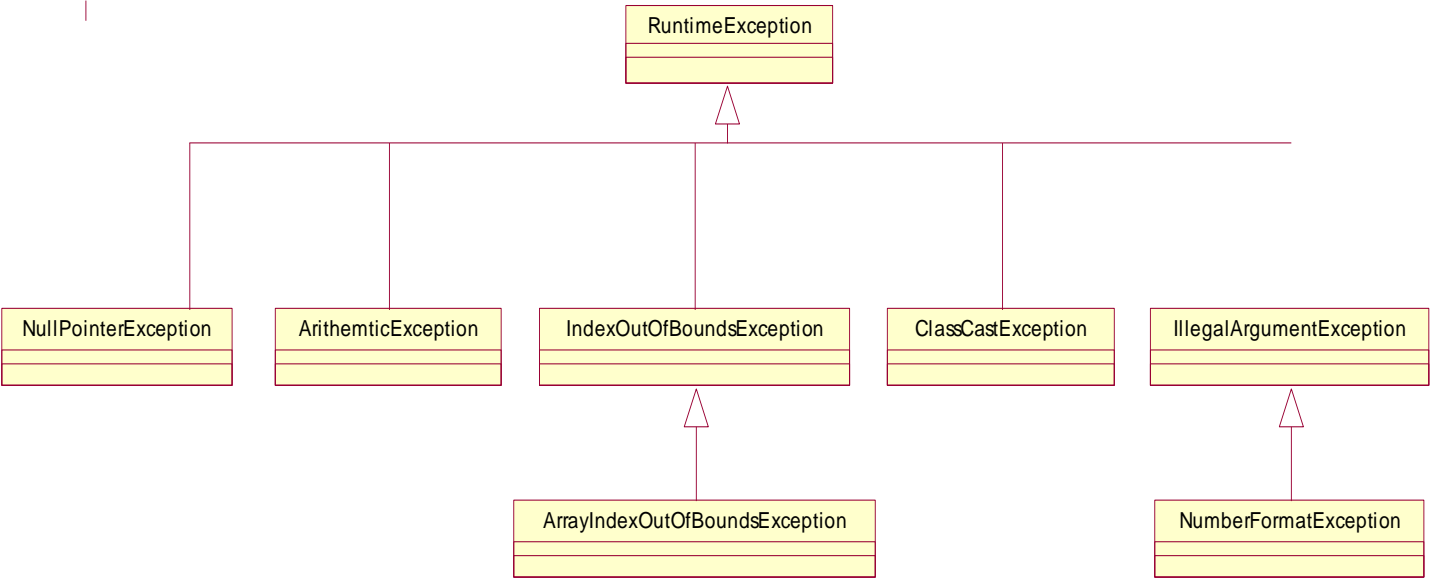 RuntimeException
NullPointerException
ArithemticException
IndexOutOfBoundsException
ClassCastException
IllegalArgumentException
ArrayIndexOutOfBoundsException
NumberFormatException